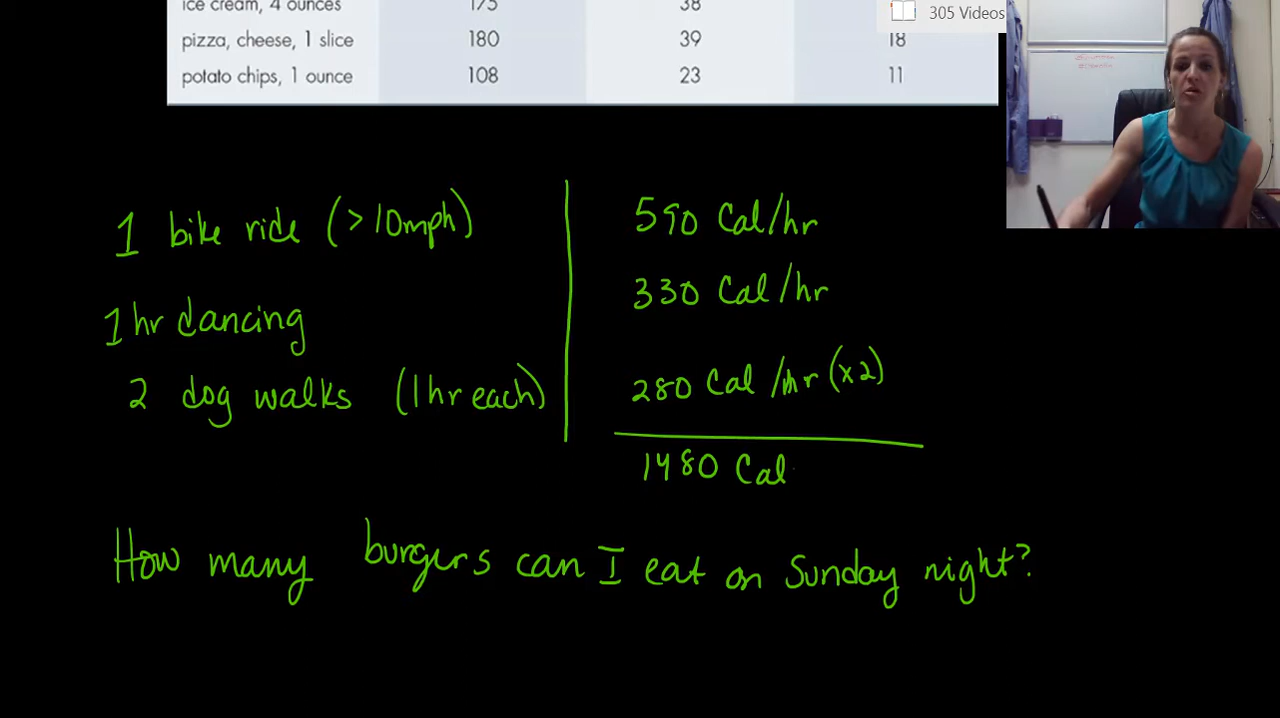 ice cream, 4 ounces 175 38
305 Videos
pizza, cheese, 1 slice 180 39 18
potato chips, 1 ounce 108 23 11
1 bike ride (>10mph) 590 Cal/hr
1 hr dancing 330 Cal/hr
2 dog walks (1hr each) 280 Cal/hr (x2)
1480 Cal
How many burgers can I eat on Sunday night?